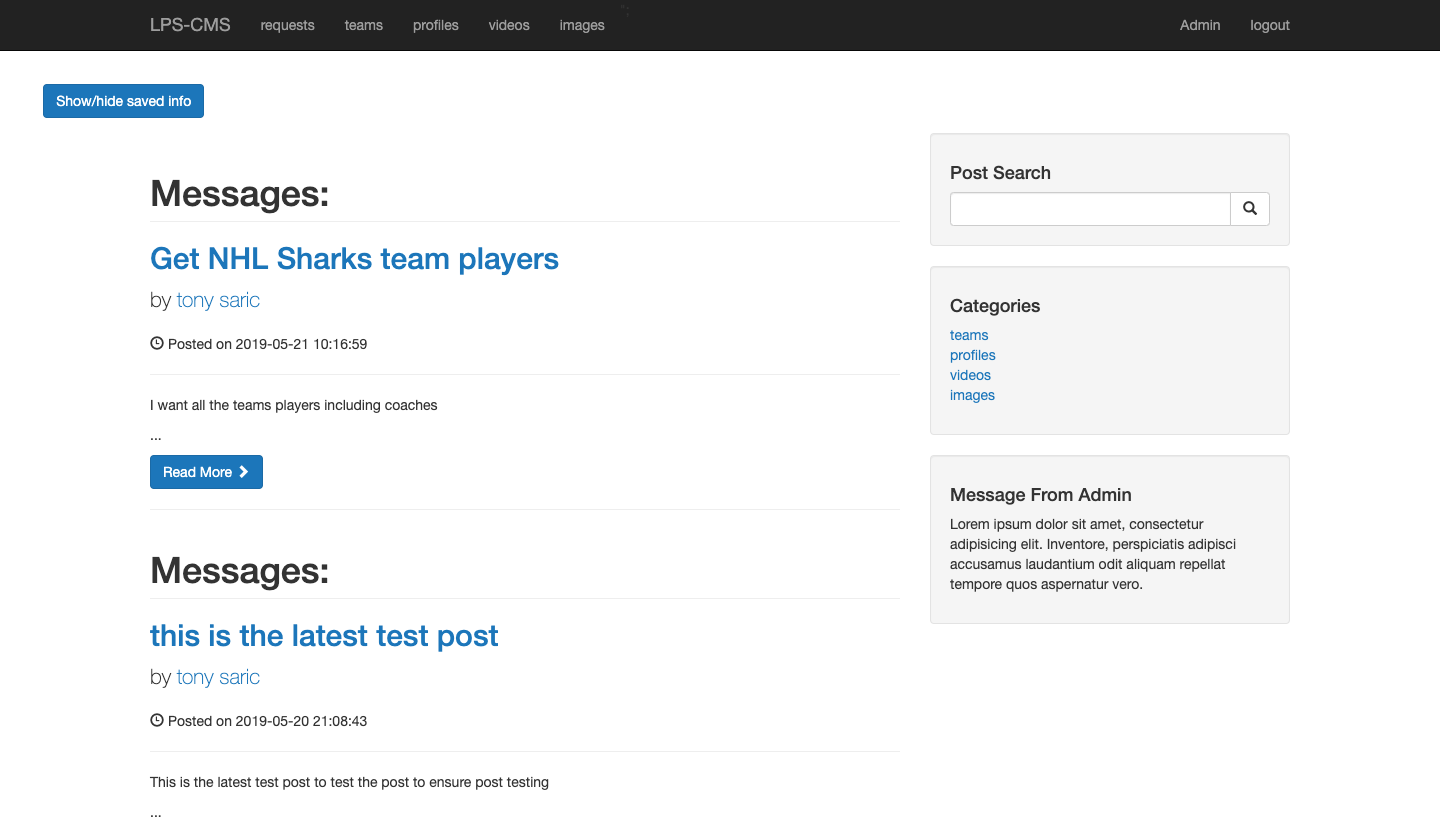 LPS-CMS requests teams profiles videos images Admin logout
Show/hide saved info
Messages:
Get NHL Sharks team players
by tony saric
Posted on 2019-05-21 10:16:59
I want all the teams players including coaches
...
Read More
Messages:
this is the latest test post
by tony saric
Posted on 2019-05-20 21:08:43
This is the latest test post to test the post to ensure post testing
...
Post Search
Categories
teams
profiles
videos
images
Message From Admin
Lorem ipsum dolor sit amet, consectetur
adipisicing elit. Inventore, perspiciatis adipisci
accusamus laudantium odit aliquam repellat
tempore quos aspernatur vero.